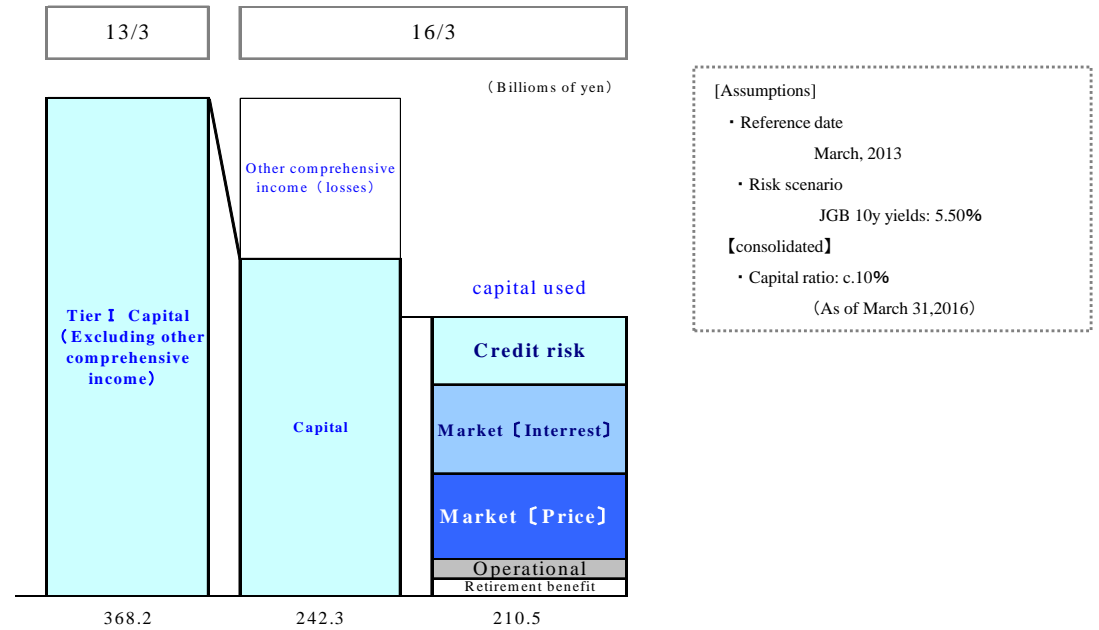 13/3
16/3
（Billioms of yen）
Other comprehensive
income（losses）
capital used
Tier Ⅰ Capital
（Excluding other
comprehensive
income）
Capital
Credit risk
Market〔Interrest〕
Market〔Price〕
Operational
Retirement benefit
368.2
242.3
210.5
[Assumptions]
・Reference date
March, 2013
・Risk scenario
JGB 10y yields: 5.50%
【consolidated】
・Capital ratio: c.10%
（As of March 31,2016）